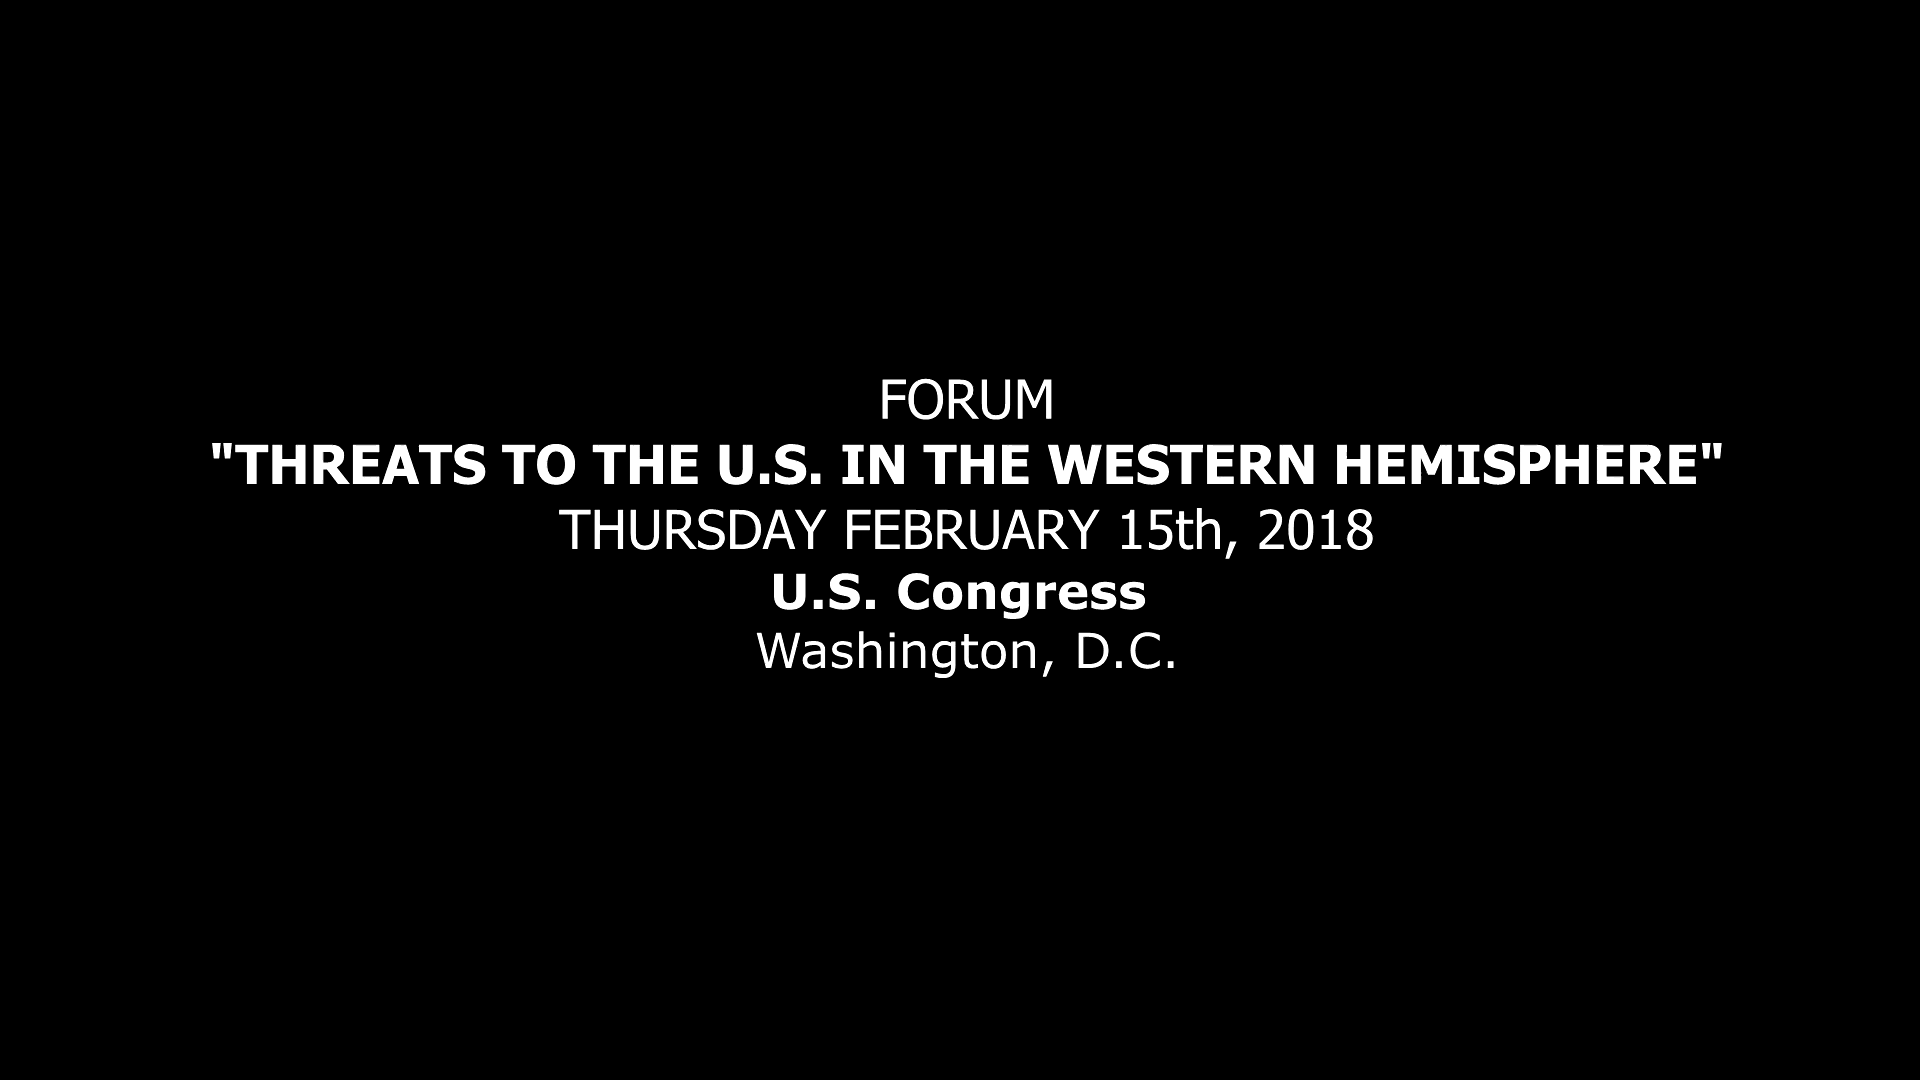 FORUM
"THREATS TO THE U.S. IN THE WESTERN HEMISPHERE"
THURSDAY FEBRUARY 15th, 2018
U.S. Congress
Washington, D.C.